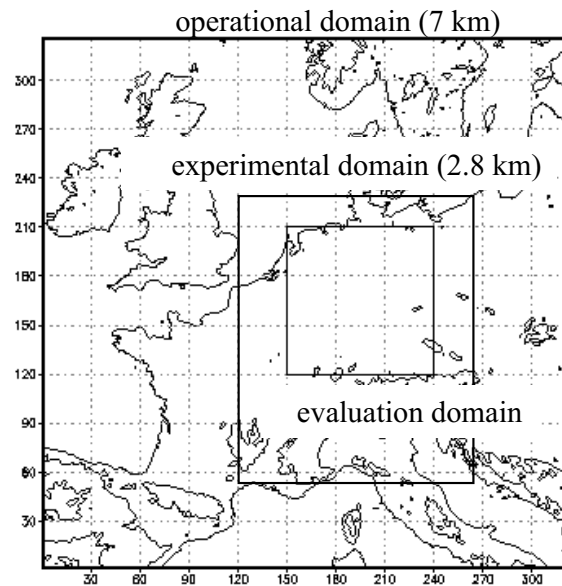 operational domain (7 km)
experimental domain (2.8 km)
evaluation domain
300
270
240
210
180
150
120
90
60
30
30 60 90 120 150 180 210 240 270 300